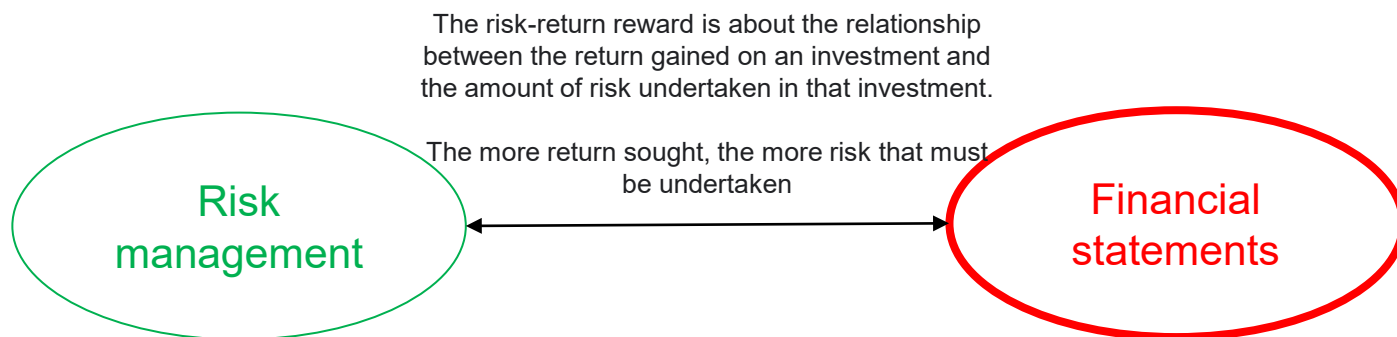 The risk-return reward is about the relationship
between the return gained on an investment and
the amount of risk undertaken in that investment.
The more return sought, the more risk that must
be undertaken
Risk
management
Financial
statements